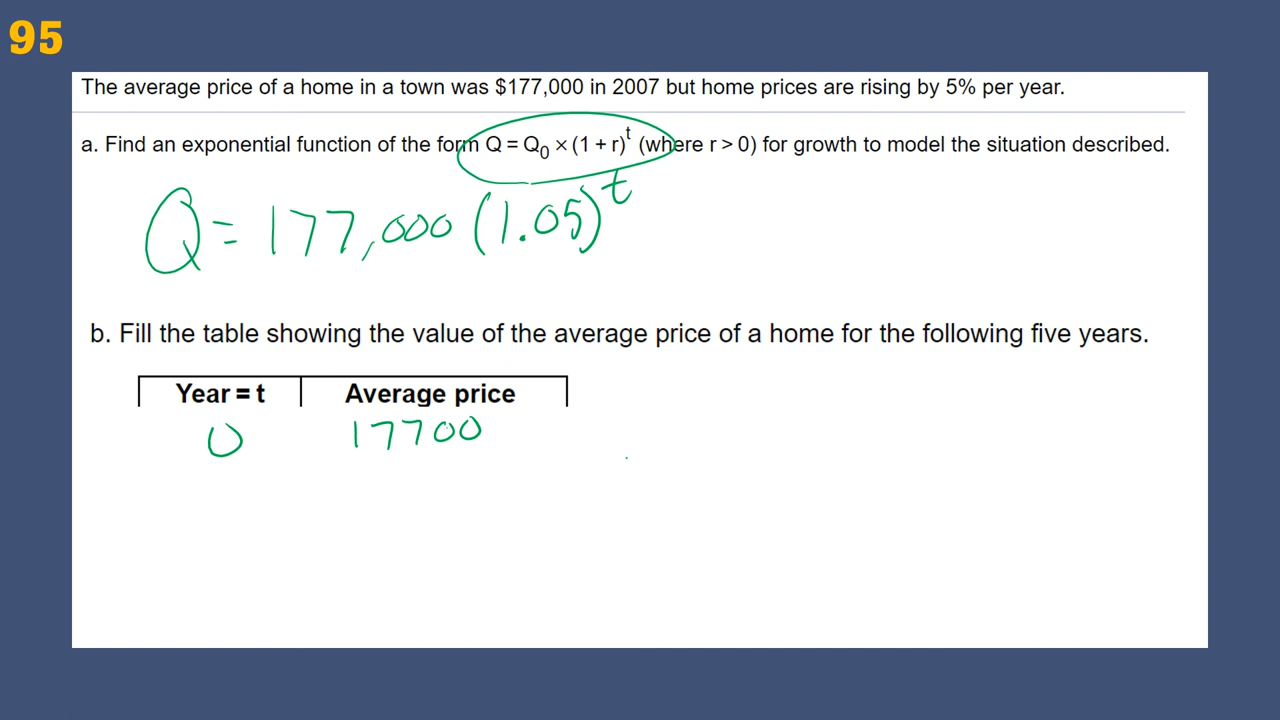 95
The average price of a home in a town was $177,000 in 2007 but home prices are rising by 5% per year.
a. Find an exponential function of the form Q = Q₀ × (1 + r)ᵗ (where r > 0) for growth to model the situation described.
Q = 177,000 (1.05)ᵗ
b. Fill the table showing the value of the average price of a home for the following five years.
Year = t Average price
0 17700